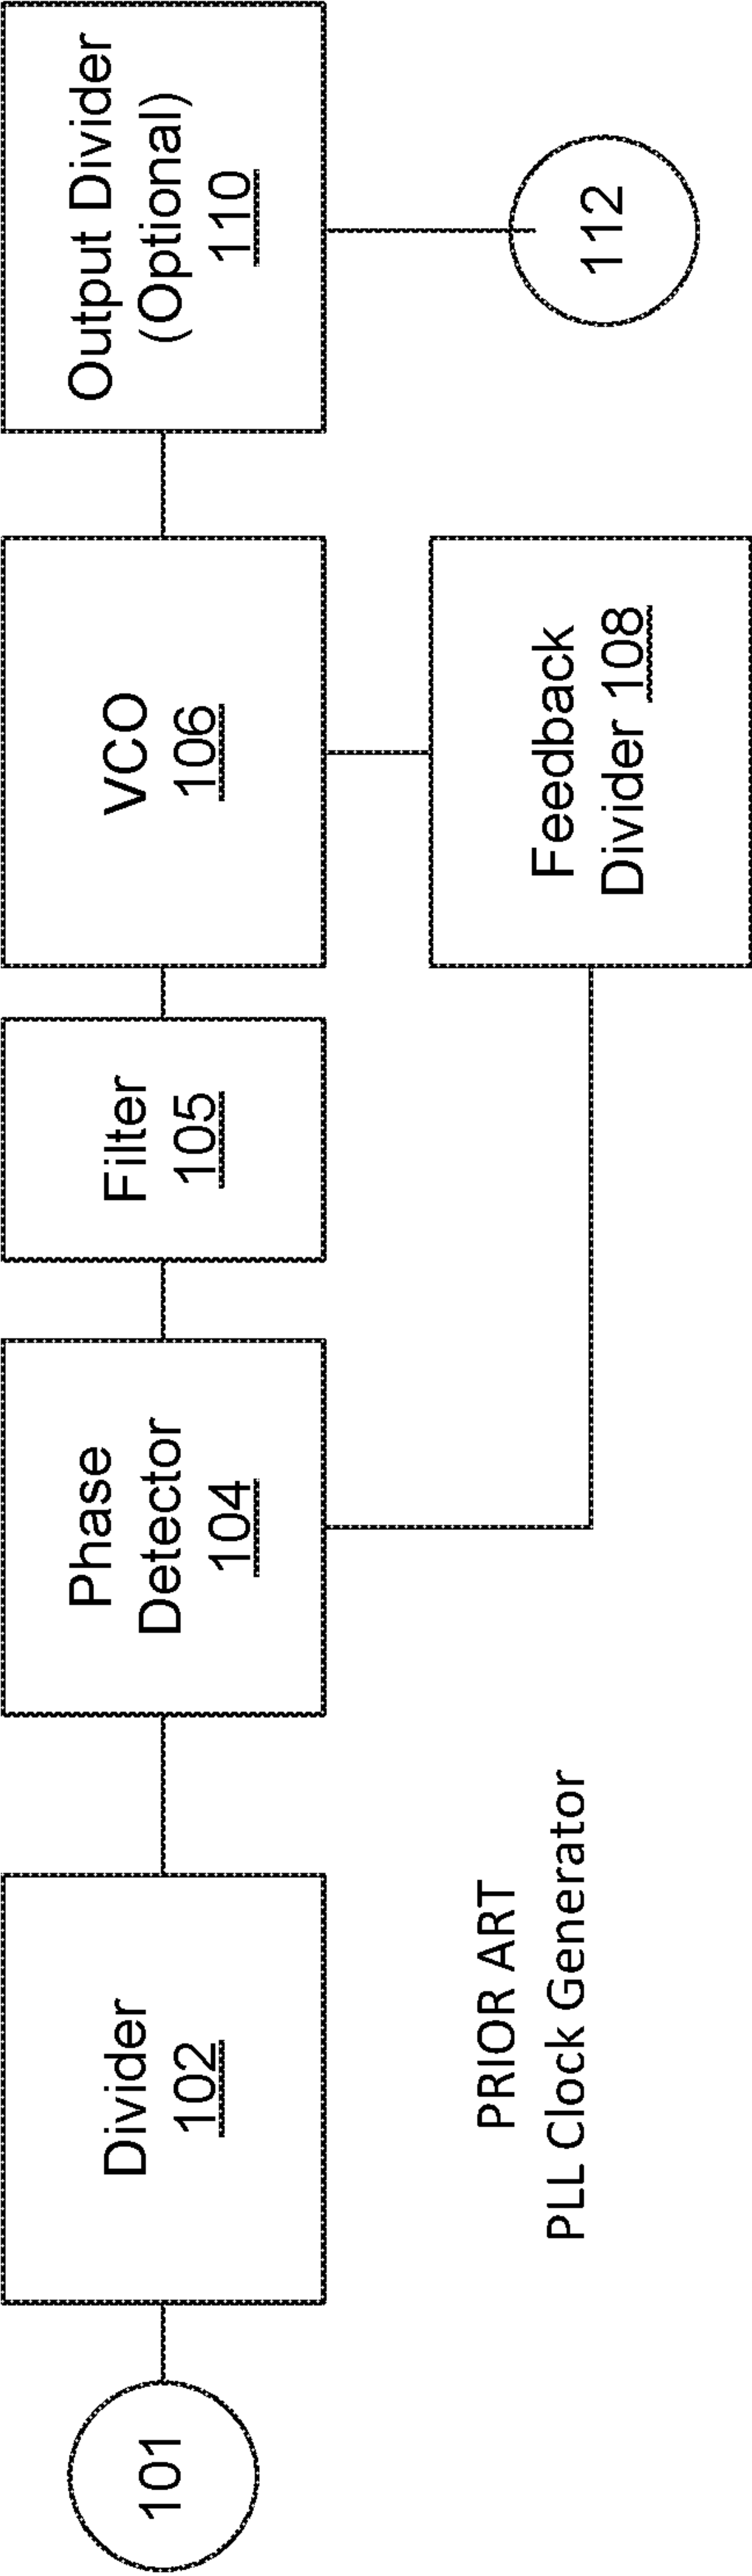 101
Divider
102
Phase
Detector
104
Filter
105
VCO
106
Output Divider
(Optional)
110
Feedback
Divider 108
112
PRIOR ART
PLL Clock Generator